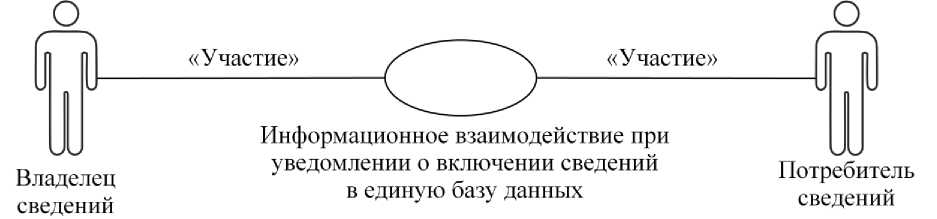 «Участие»
«Участие»
Информационное взаимодействие при
уведомлении о включении сведений
в единую базу данных
Владелец
сведений
Потребитель
сведений